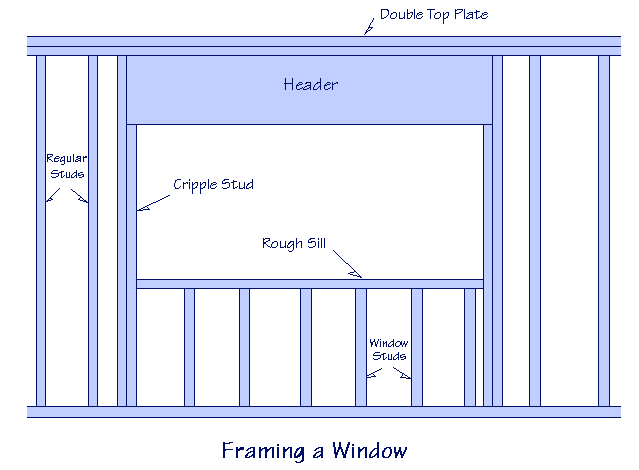 Double Top Plate
Header
Regular
Studs
Cripple Stud
Rough Sill
Window
Studs
Framing a Window